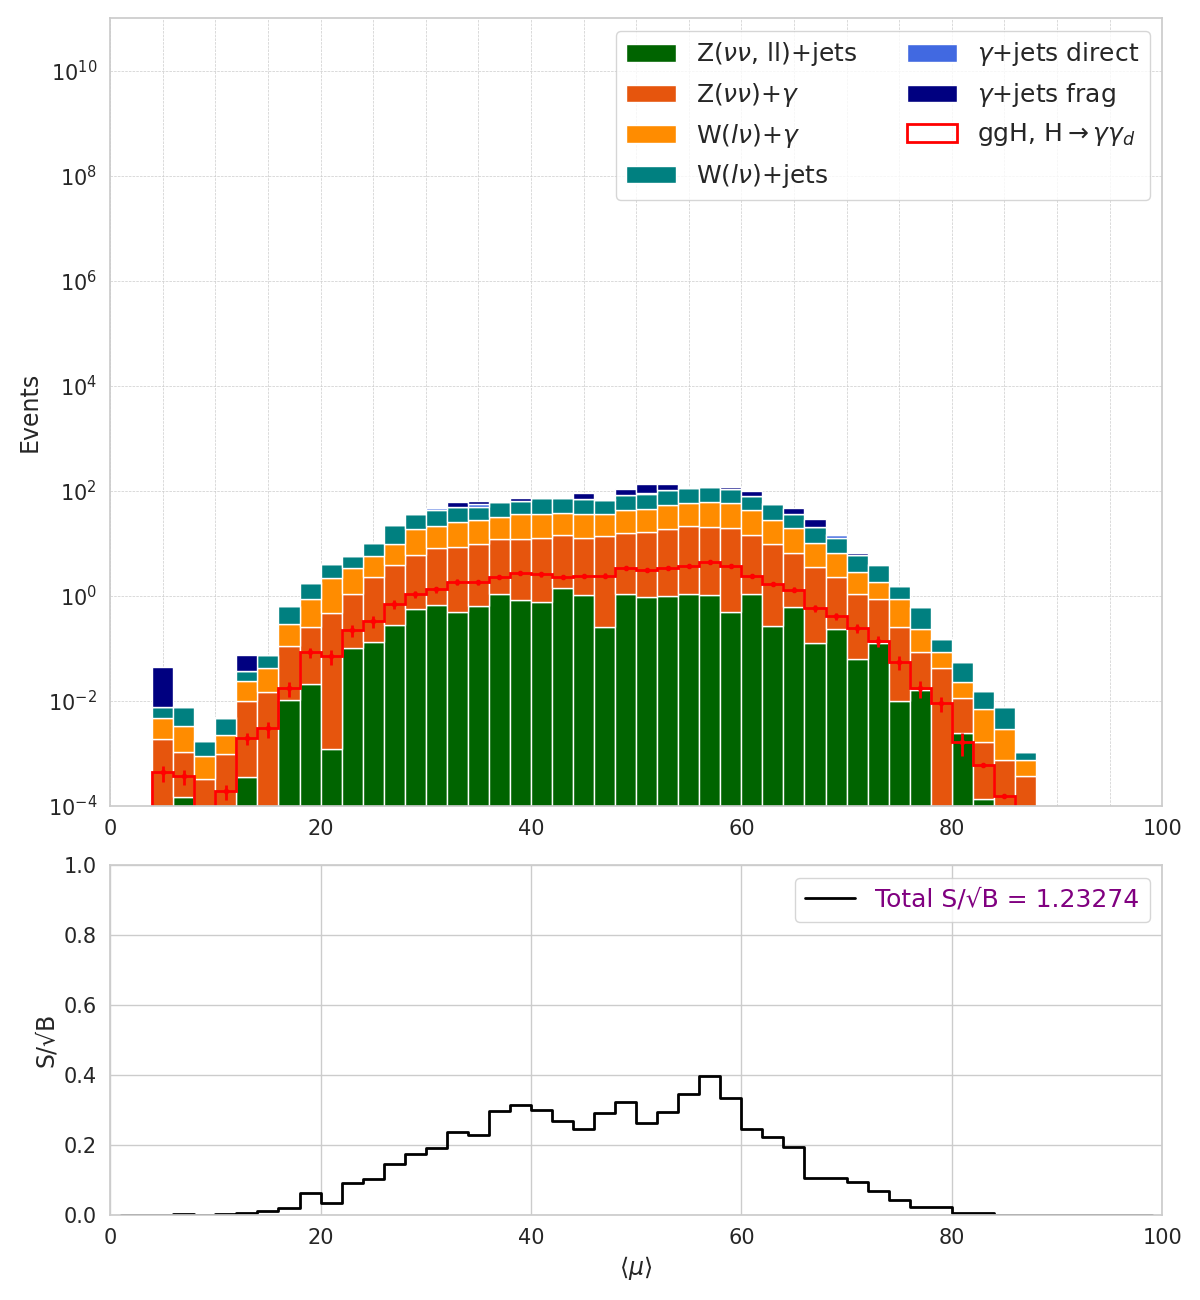 Z(νν, ll)+jets
Z(νν)+γ
W(lν)+γ
W(lν)+jets
γ+jets direct
γ+jets frag
ggH, H→γγ_d
Events
10^10
10^8
10^6
10^4
10^2
10^0
10^−2
10^−4
0 20 40 60 80 100
Total S/√B = 1.23274
S/√B
1.0
0.8
0.6
0.4
0.2
0.0
0 20 40 60 80 100
⟨μ⟩